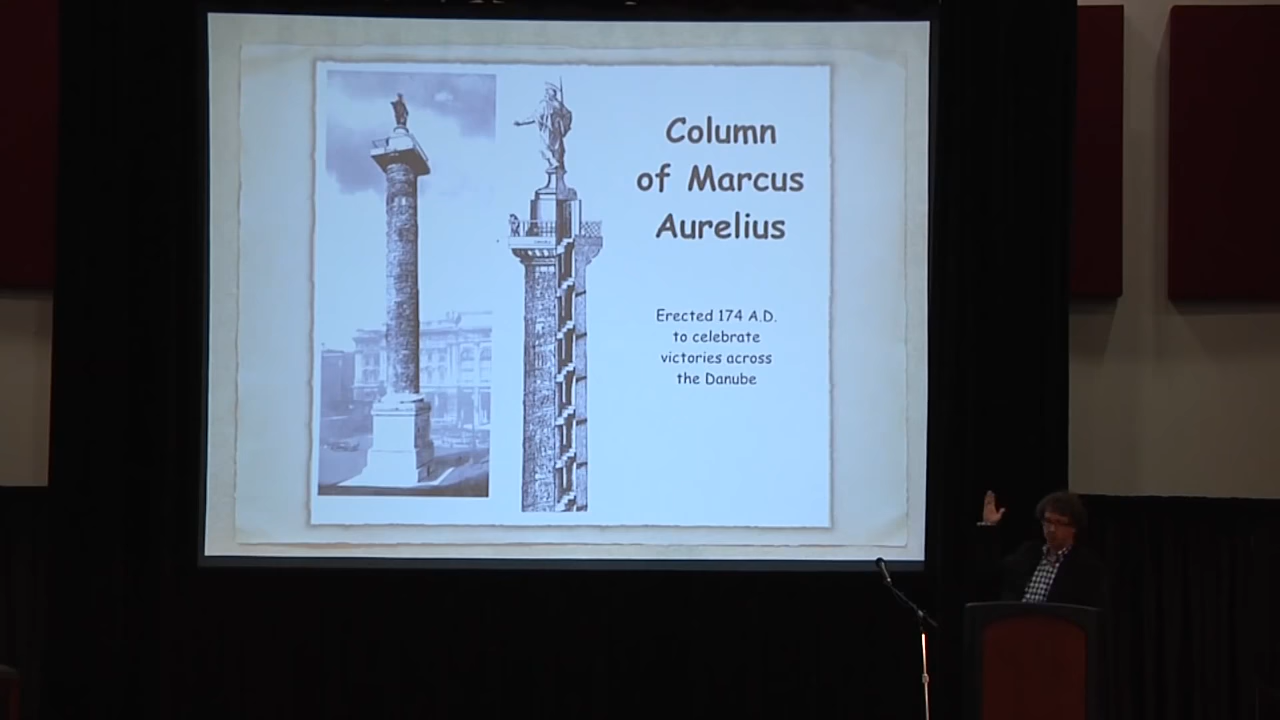 Column
of Marcus
Aurelius
Erected 174 A.D.
to celebrate
victories across
the Danube